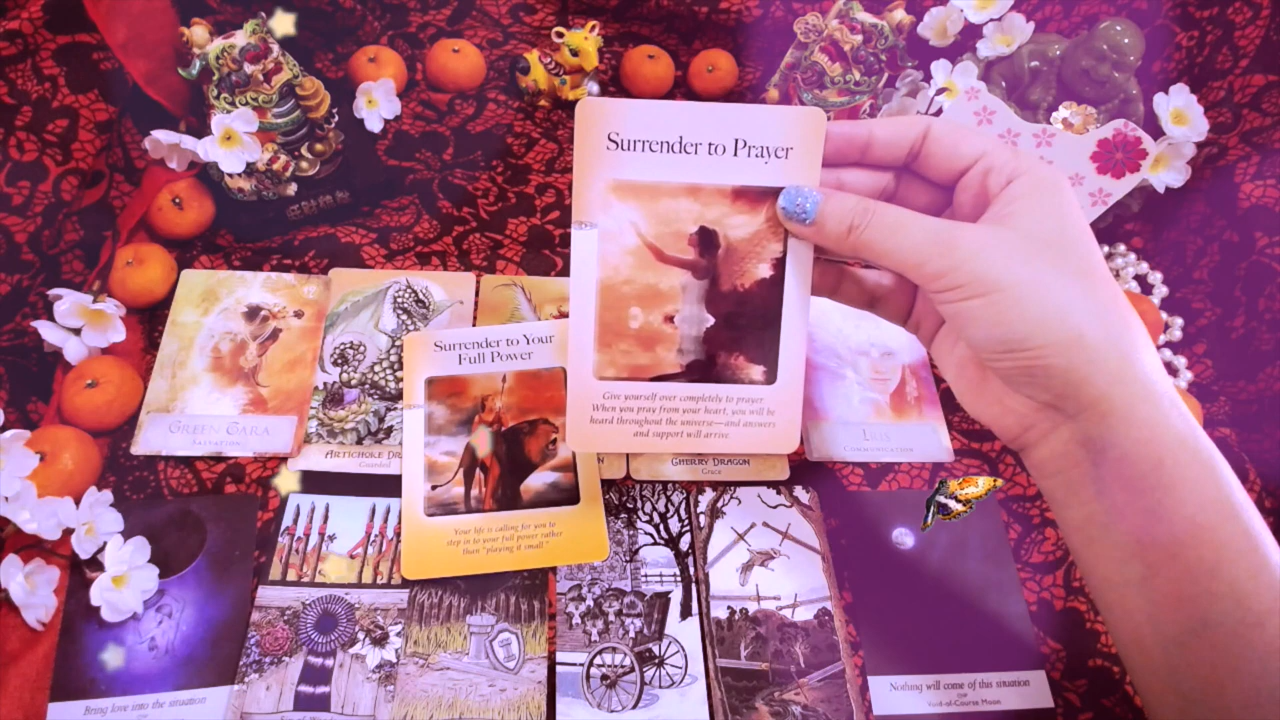 Surrender to Prayer
Give yourself over completely to prayer.
When you pray from your heart, you will be
heard throughout the universe—and answers
and support will arrive.
Surrender to Your
Full Power
Your life is calling for you to
step in to your full power rather
than "playing it small."
SALVATION
ARTICHOKE DR
Guarded
CHERRY DRAGON
Grace
IRIS
COMMUNICATION
Bring love into the situation
Nothing will come of this situation
Void-of-Course Moon